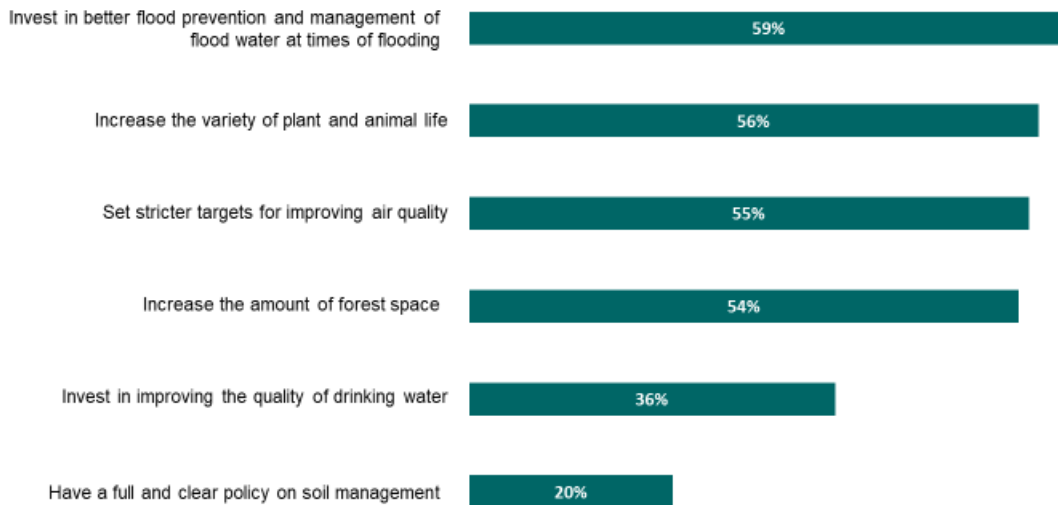 Invest in better flood prevention and management of
flood water at times of flooding
59%
Increase the variety of plant and animal life
56%
Set stricter targets for improving air quality
55%
Increase the amount of forest space
54%
Invest in improving the quality of drinking water
36%
Have a full and clear policy on soil management
20%